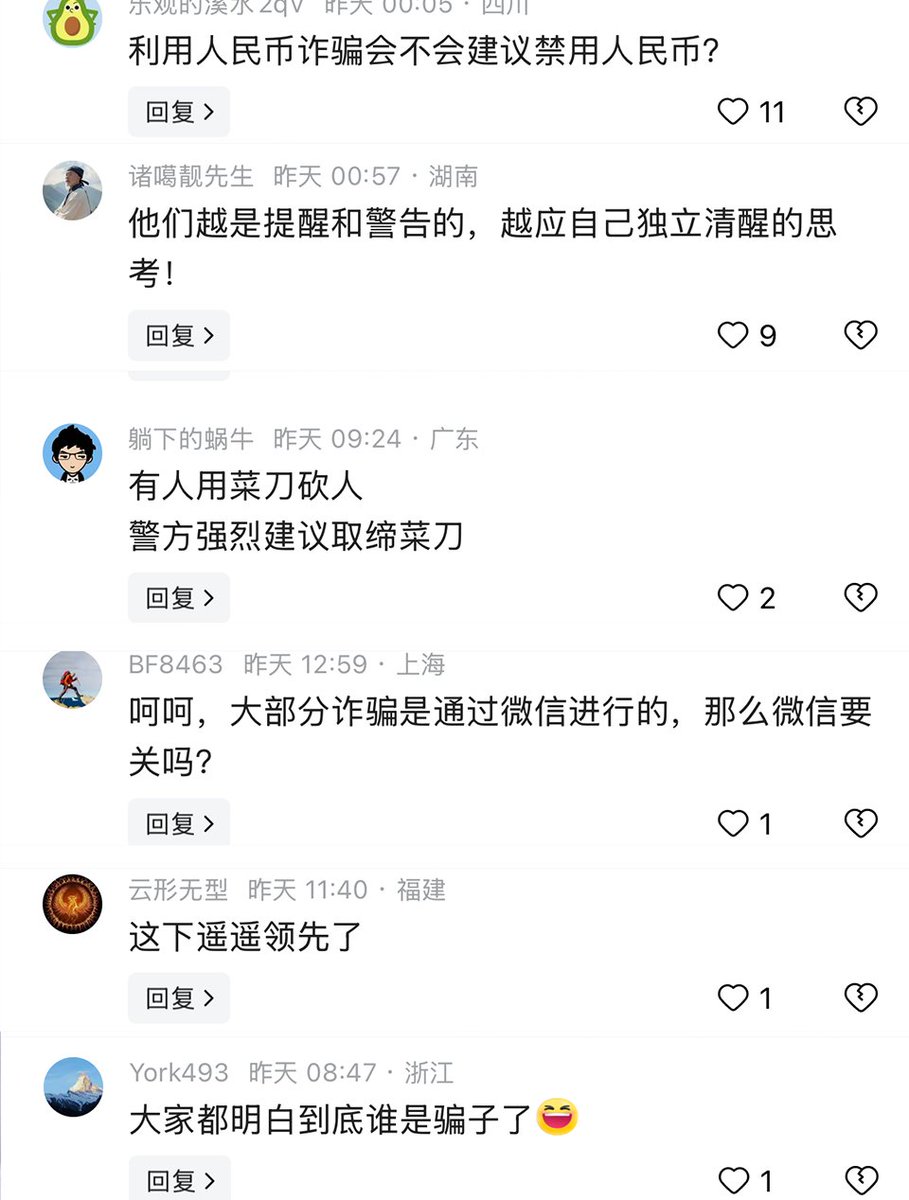 乐观的溪水2qV 昨天 00:05 · 四川
利用人民币诈骗会不会建议禁用人民币?
回复 >
11
诸噶靓先生 昨天 00:57 · 湖南
他们越是提醒和警告的，越应自己独立清醒的思
考！
回复 >
9
躺下的蜗牛 昨天 09:24 · 广东
有人用菜刀砍人
警方强烈建议取缔菜刀
回复 >
2
BF8463 昨天 12:59 · 上海
呵呵，大部分诈骗是通过微信进行的，那么微信要
关吗?
回复 >
1
云形无型 昨天 11:40 · 福建
这下遥遥领先了
回复 >
1
York493 昨天 08:47 · 浙江
大家都明白到底谁是骗子了😆
回复 >
1